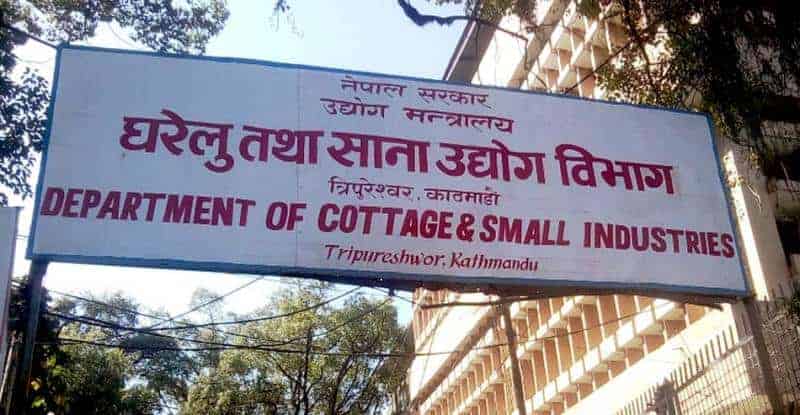 नेपाल सरकार
उद्योग मन्त्रालय
घरेलु तथा साना उद्योग विभाग
त्रिपुरेश्वर, काठमाडौं
DEPARTMENT OF COTTAGE & SMALL INDUSTRIES
Tripureshwor, Kathmandu